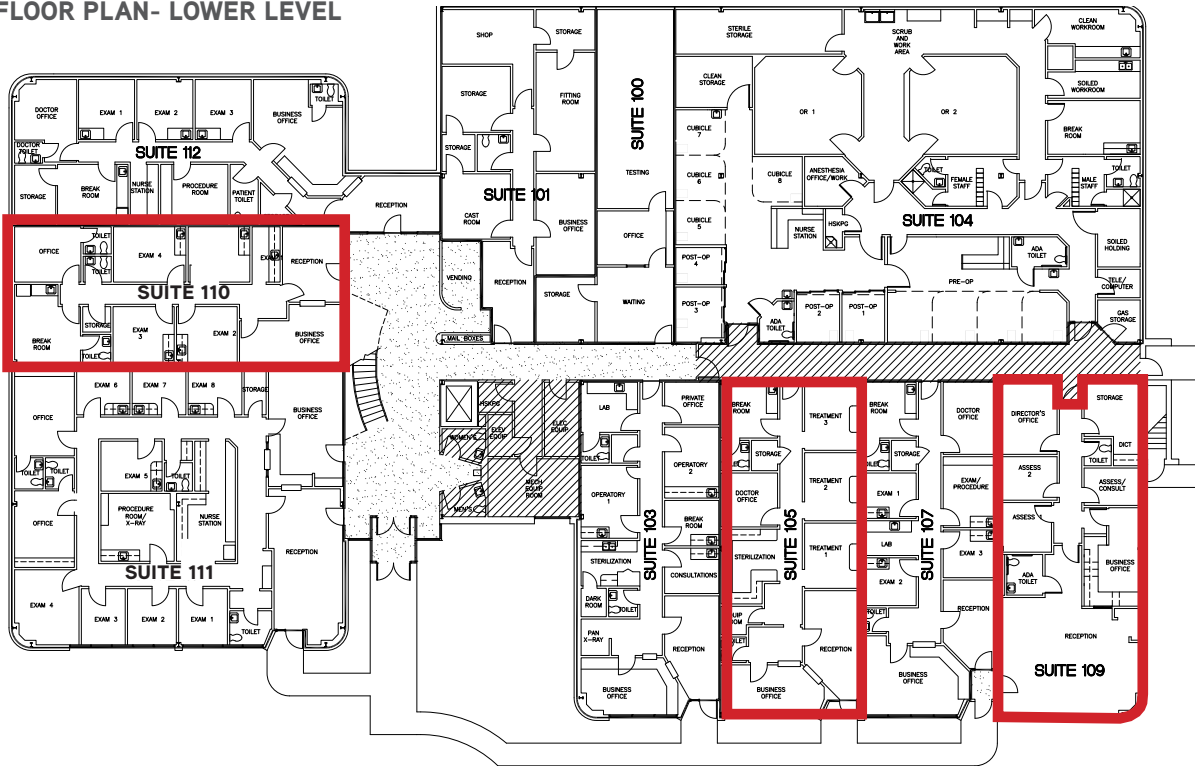 FLOOR PLAN- LOWER LEVEL
SHOP
STORAGE
STORAGE
FITTING
ROOM
STORAGE
CAST
ROOM
SUITE 101
BUSINESS
OFFICE
RECEPTION
STORAGE
SUITE 100
TESTING
OFFICE
WAITING
STERILE
STORAGE
SCRUB
AND
WORK
AREA
CLEAN
WORKROOM
CLEAN
STORAGE
SOILED
WORKROOM
OR 1
OR 2
BREAK
ROOM
CUBICLE
7
CUBICLE
6
CUBICLE
8
CUBICLE
5
ANESTHESIA
OFFICE/WORK
TOILET
FEMALE
STAFF
MALE
STAFF
TOILET
SUITE 104
NURSE
STATION
HSKPG
SOILED
HOLDING
ADA
TOILET
POST-OP
4
PRE-OP
TELE/
COMPUTER
POST-OP
3
ADA
TOILET
POST-OP
2
POST-OP
1
GAS
STORAGE
DOCTOR
OFFICE
EXAM 1
EXAM 2
EXAM 3
BUSINESS
OFFICE
TOILET
DOCTOR
TOILET
SUITE 112
STORAGE
BREAK
ROOM
NURSE
STATION
PROCEDURE
ROOM
PATIENT
TOILET
RECEPTION
OFFICE
TOILET
TOILET
EXAM 4
RECEPTION
SUITE 110
STORAGE
EXAM
3
EXAM 2
BUSINESS
OFFICE
BREAK
ROOM
TOILET
VENDING
MAIL BOXES
EXAM 6
EXAM 7
EXAM 8
STORAGE
OFFICE
BUSINESS
OFFICE
TOILET
TOILET
EXAM 5
TOILET
OFFICE
PROCEDURE
ROOM/
X-RAY
NURSE
STATION
RECEPTION
SUITE 111
EXAM 4
EXAM 3
EXAM 2
EXAM 1
TOILET
HSKPG
ELEV
EQUIP
ELEC
EQUIP
WOMEN'S
MECH
EQUIP
ROOM
MEN'S
LAB
PRIVATE
OFFICE
TOILET
OPERATORY
2
OPERATORY
1
BREAK
ROOM
SUITE 103
STERILIZATION
CONSULTATIONS
DARK
ROOM
TOILET
PAN
X-RAY
RECEPTION
BUSINESS
OFFICE
BREAK
ROOM
TREATMENT
3
STORAGE
TREATMENT
2
DOCTOR
OFFICE
SUITE 105
STERILIZATION
TREATMENT
1
RECEPTION
BUSINESS
OFFICE
BREAK
ROOM
DOCTOR
OFFICE
STORAGE
EXAM 1
EXAM/
PROCEDURE
LAB
SUITE 107
EXAM 3
EXAM 2
TOILET
RECEPTION
BUSINESS
OFFICE
DIRECTOR'S
OFFICE
STORAGE
DICT
TOILET
ASSESS
2
ASSESS/
CONSULT
ASSESS
ADA
TOILET
BUSINESS
OFFICE
RECEPTION
SUITE 109